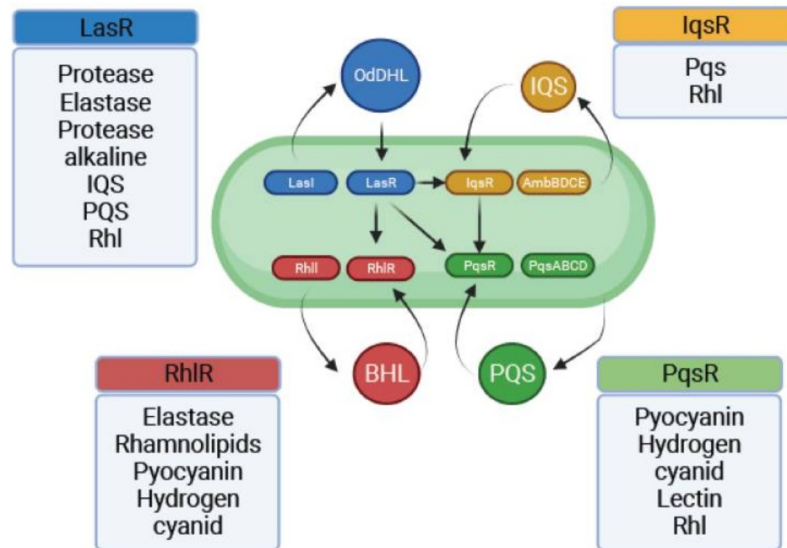 LasR
Protease
Elastase
Protease
alkaline
IQS
PQS
Rhl
OdDHL
IQS
IqsR
Pqs
Rhl
LasI
LasR
IqsR
AmbBDCE
RhlI
RhlR
PqsR
PqsABCD
BHL
PQS
RhlR
Elastase
Rhamnolipids
Pyocyanin
Hydrogen
cyanid
PqsR
Pyocyanin
Hydrogen
cyanid
Lectin
Rhl